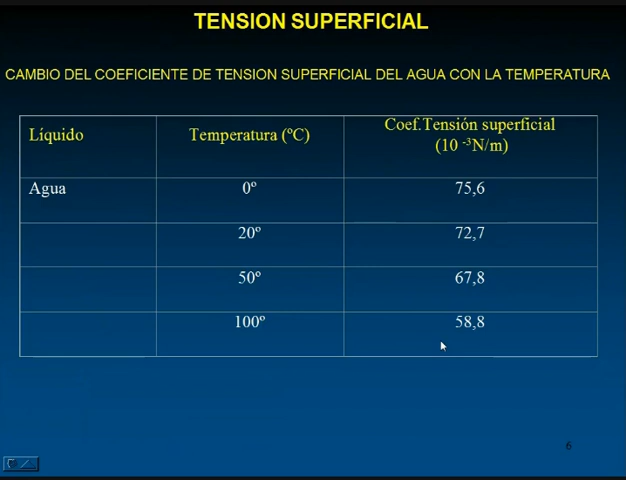 TENSION SUPERFICIAL
CAMBIO DEL COEFICIENTE DE TENSION SUPERFICIAL DEL AGUA CON LA TEMPERATURA
Líquido Temperatura (ºC) Coef.Tensión superficial
(10 -3N/m)
Agua 0º 75,6
20º 72,7
50º 67,8
100º 58,8
6